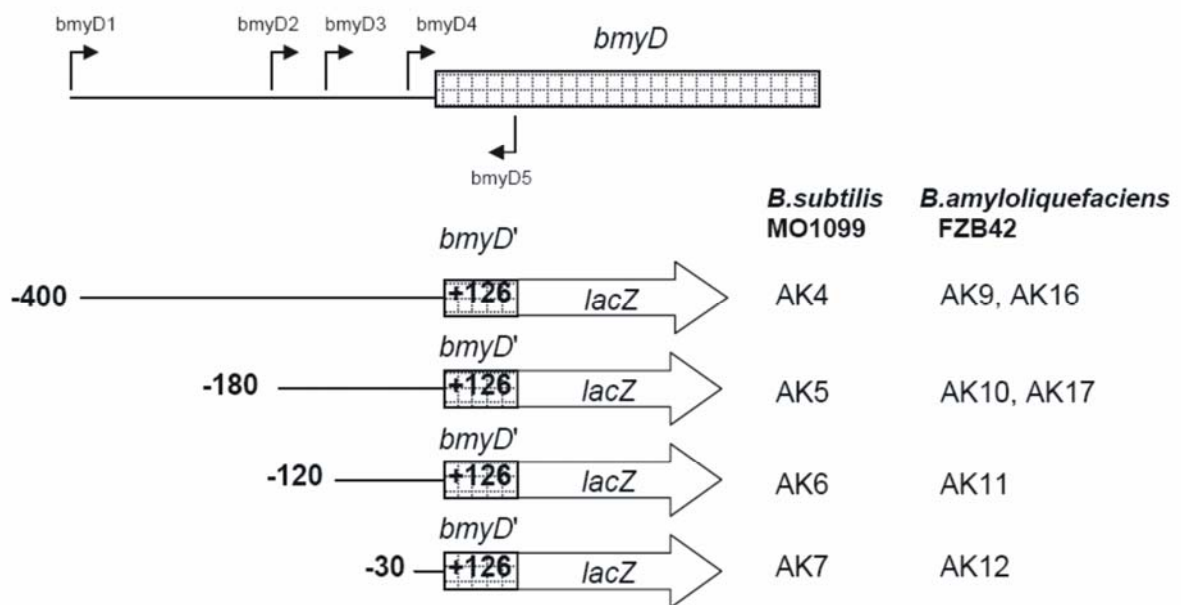 bmyD1 bmyD2 bmyD3 bmyD4 bmyD
bmyD5
B.subtilis B.amyloliquefaciens
MO1099 FZB42
bmyD'
-400 +126 lacZ AK4 AK9, AK16
bmyD'
-180 +126 lacZ AK5 AK10, AK17
bmyD'
-120 +126 lacZ AK6 AK11
bmyD'
-30 +126 lacZ AK7 AK12